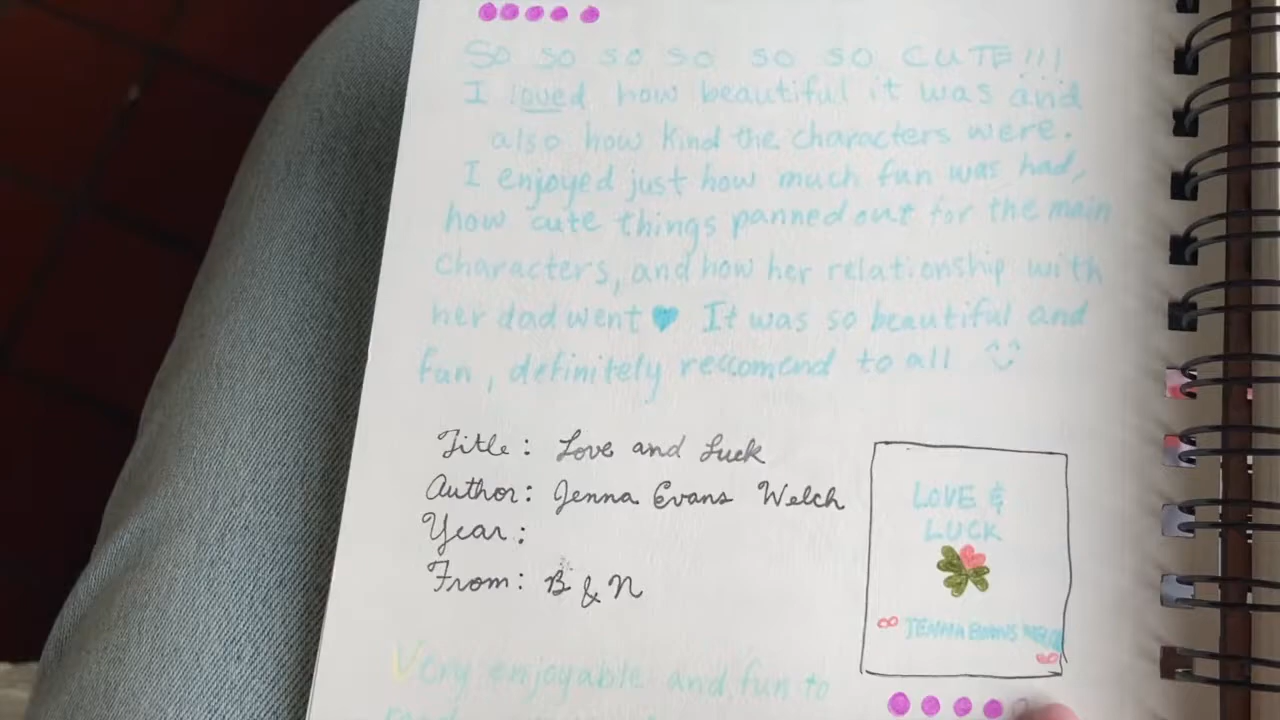 So so so so so so CUTE!!!
I loved how beautiful it was and
also how kind the characters were.
I enjoyed just how much fun was had,
how cute things panned out for the main
characters, and how her relationship with
her dad went ♥ It was so beautiful and
fun, definitely reccomend to all ^^
Title: Love and Luck
Author: Jenna Evans Welch
Year:
From: B & N
LOVE &
LUCK
JENNA EVANS
Very enjoyable and fun to